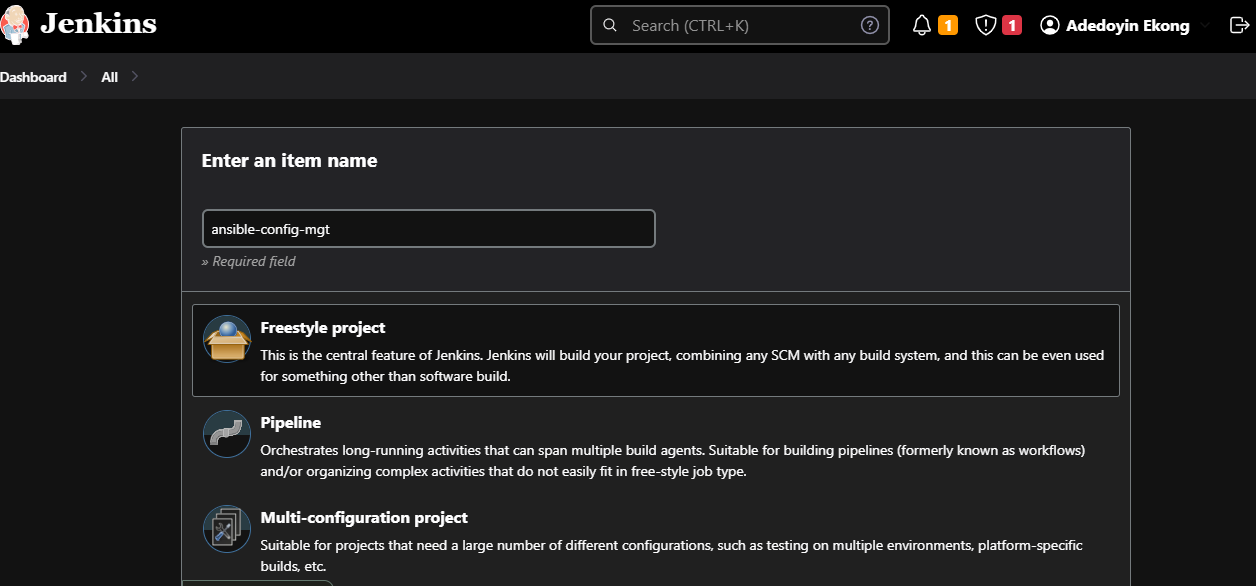 Jenkins
Search (CTRL+K)
?
1
1
Adedoyin Ekong
Dashboard
All
Enter an item name
ansible-config-mgt
» Required field
Freestyle project
This is the central feature of Jenkins. Jenkins will build your project, combining any SCM with any build system, and this can be even used
for something other than software build.
Pipeline
Orchestrates long-running activities that can span multiple build agents. Suitable for building pipelines (formerly known as workflows)
and/or organizing complex activities that do not easily fit in free-style job type.
Multi-configuration project
Suitable for projects that need a large number of different configurations, such as testing on multiple environments, platform-specific
builds, etc.